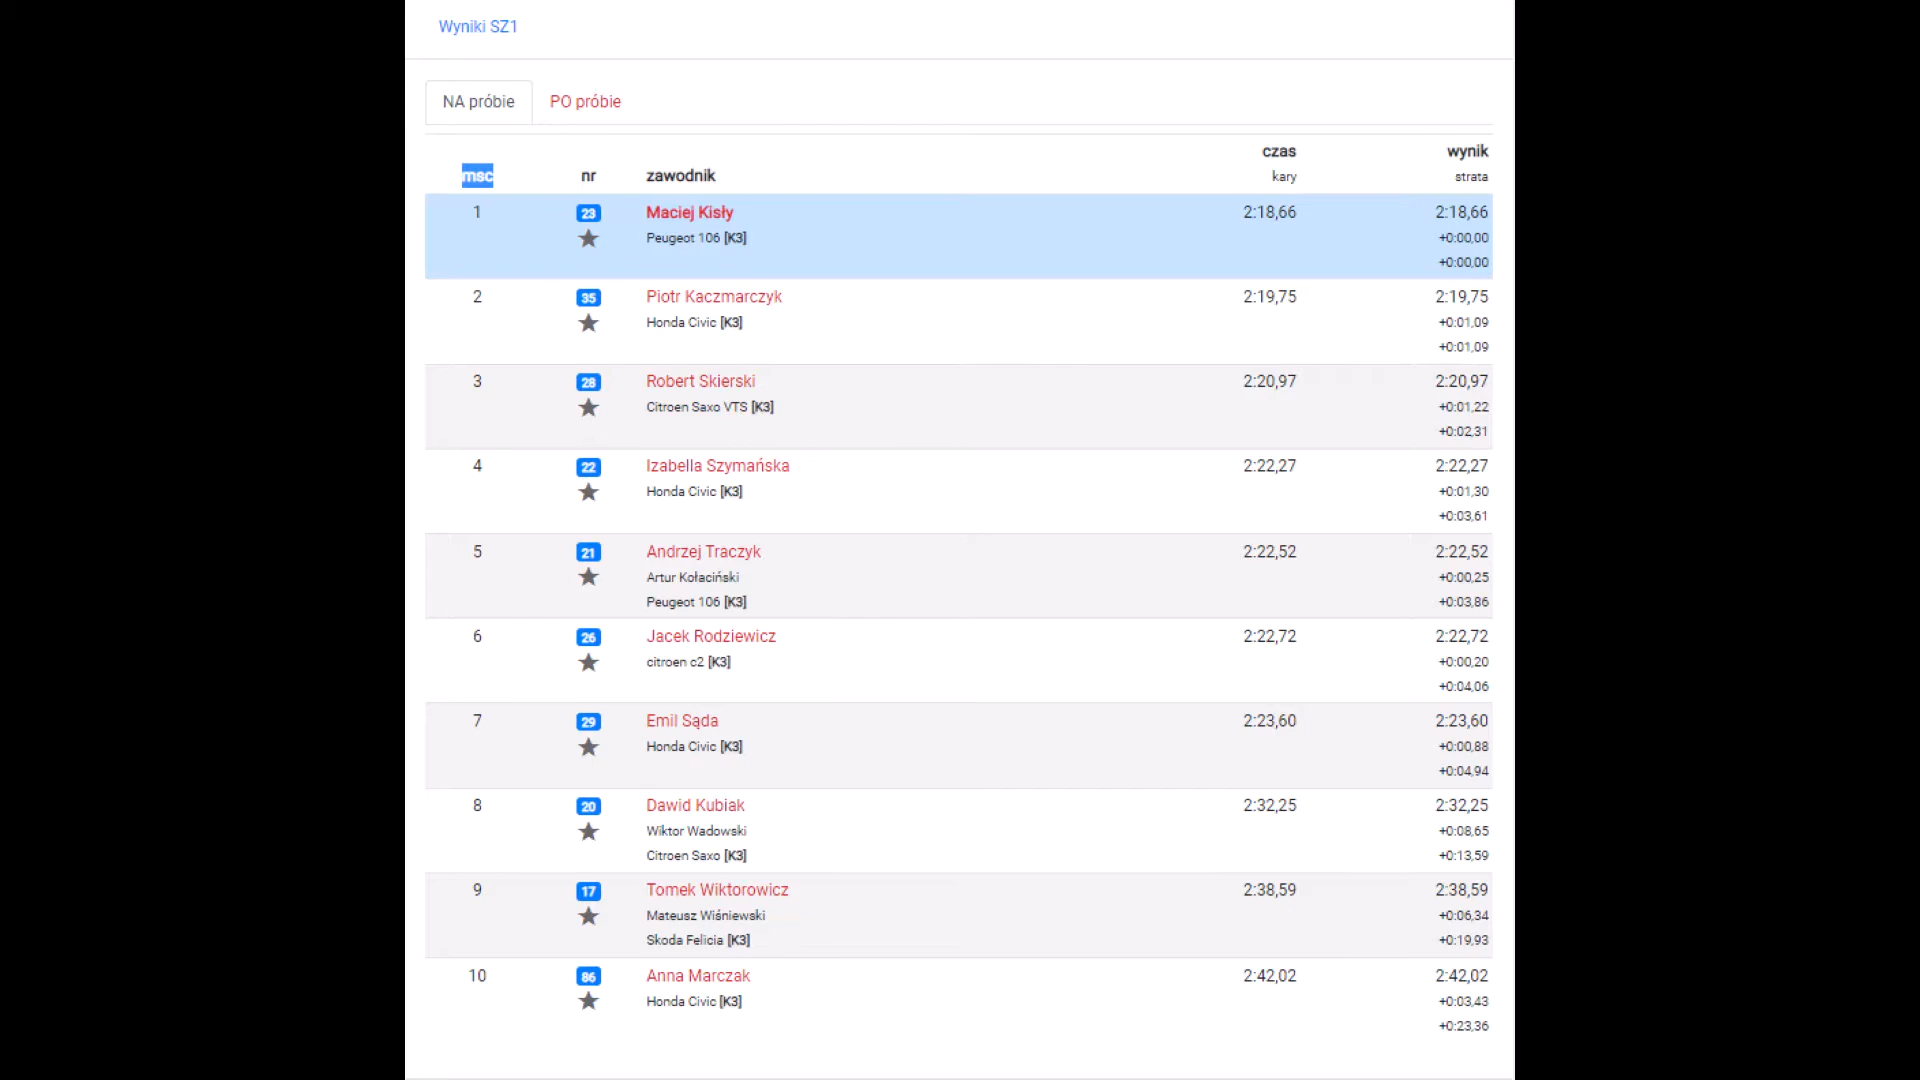 Wyniki SZ1
NA próbie PO próbie
czas wynik
msc nr zawodnik kary strata
1 23 Maciej Kisły 2:18,66 2:18,66
Peugeot 106 [K3] +0:00,00
+0:00,00
2 35 Piotr Kaczmarczyk 2:19,75 2:19,75
Honda Civic [K3] +0:01,09
+0:01,09
3 28 Robert Skierski 2:20,97 2:20,97
Citroen Saxo VTS [K3] +0:01,22
+0:02,31
4 22 Izabella Szymańska 2:22,27 2:22,27
Honda Civic [K3] +0:01,30
+0:03,61
5 21 Andrzej Traczyk 2:22,52 2:22,52
Artur Kołaciński +0:00,25
Peugeot 106 [K3] +0:03,86
6 26 Jacek Rodziewicz 2:22,72 2:22,72
citroen c2 [K3] +0:00,20
+0:04,06
7 29 Emil Sąda 2:23,60 2:23,60
Honda Civic [K3] +0:00,88
+0:04,94
8 20 Dawid Kubiak 2:32,25 2:32,25
Wiktor Wadowski +0:08,65
Citroen Saxo [K3] +0:13,59
9 17 Tomek Wiktorowicz 2:38,59 2:38,59
Mateusz Wiśniewski +0:06,34
Skoda Felicia [K3] +0:19,93
10 86 Anna Marczak 2:42,02 2:42,02
Honda Civic [K3] +0:03,43
+0:23,36